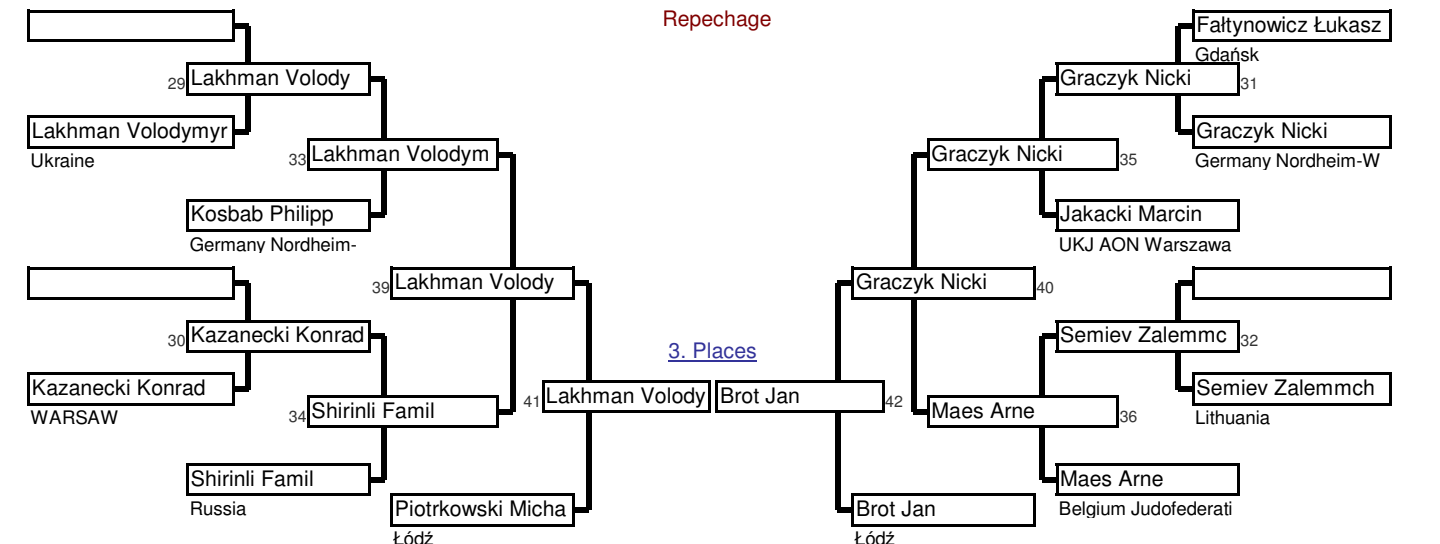 Repechage
Fałtynowicz Łukasz
Gdańsk
29 Lakhman Volody
Graczyk Nicki 31
Lakhman Volodymyr
Ukraine
Graczyk Nicki
Germany Nordheim-W
33 Lakhman Volodym
Graczyk Nicki 35
Kosbab Philipp
Germany Nordheim-
Jakacki Marcin
UKJ AON Warszawa
39 Lakhman Volody
Graczyk Nicki 40
30 Kazanecki Konrad
Semiev Zalemmc 32
3. Places
Kazanecki Konrad
WARSAW
Semiev Zalemmch
Lithuania
41 Lakhman Volody
Brot Jan 42
34 Shirinli Famil
Maes Arne 36
Shirinli Famil
Russia
Maes Arne
Belgium Judofederati
Piotrkowski Micha
Łódź
Brot Jan
Łódź